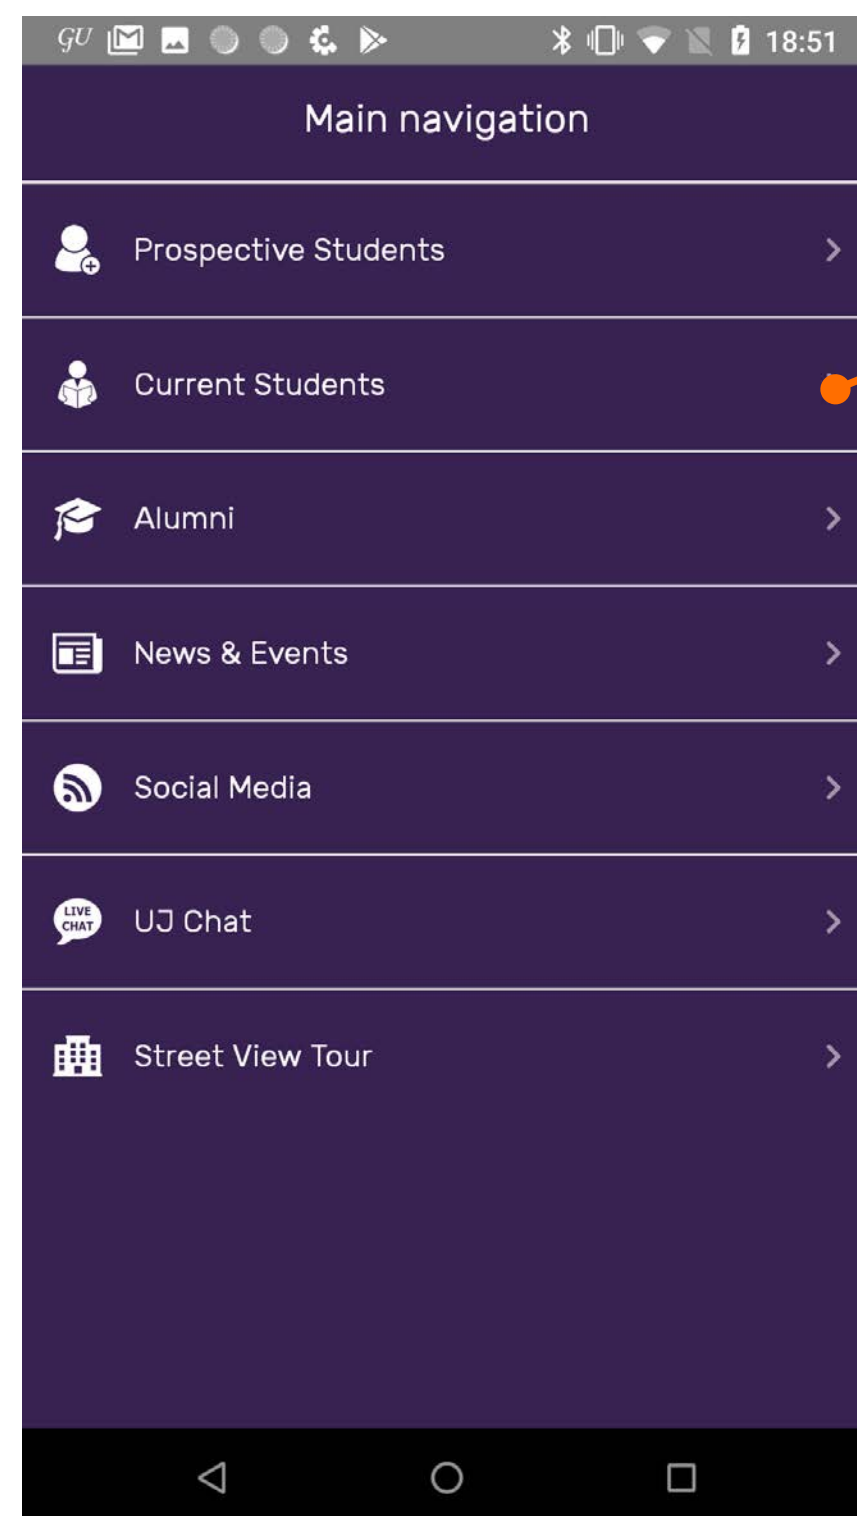 GU 18:51
Main navigation
Prospective Students
Current Students
Alumni
News & Events
Social Media
LIVE
CHAT
UJ Chat
Street View Tour